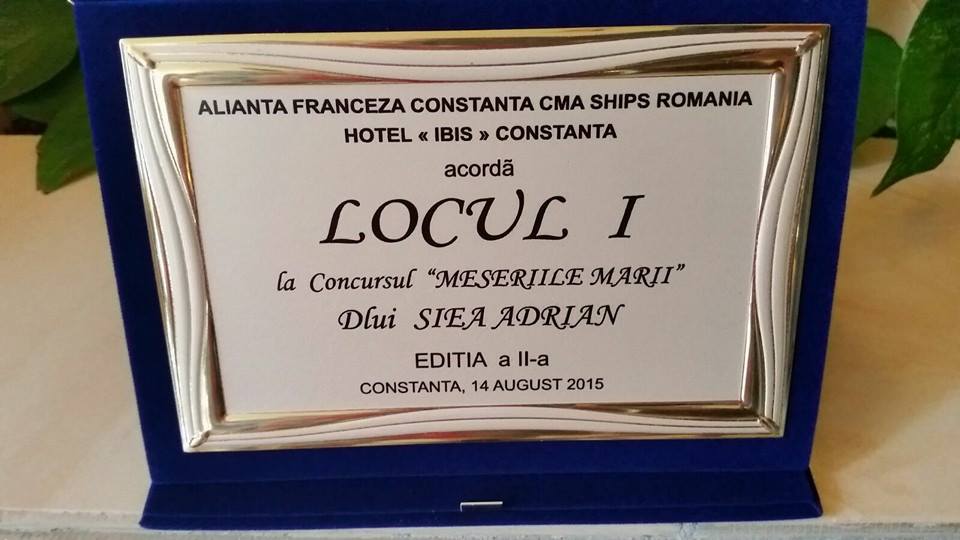 ALIANTA FRANCEZA CONSTANTA CMA SHIPS ROMANIA
HOTEL « IBIS » CONSTANTA
acordã
LOCUL I
la Concursul “MESERIILE MARII”
Dlui SIEA ADRIAN
EDITIA a II-a
CONSTANTA, 14 AUGUST 2015